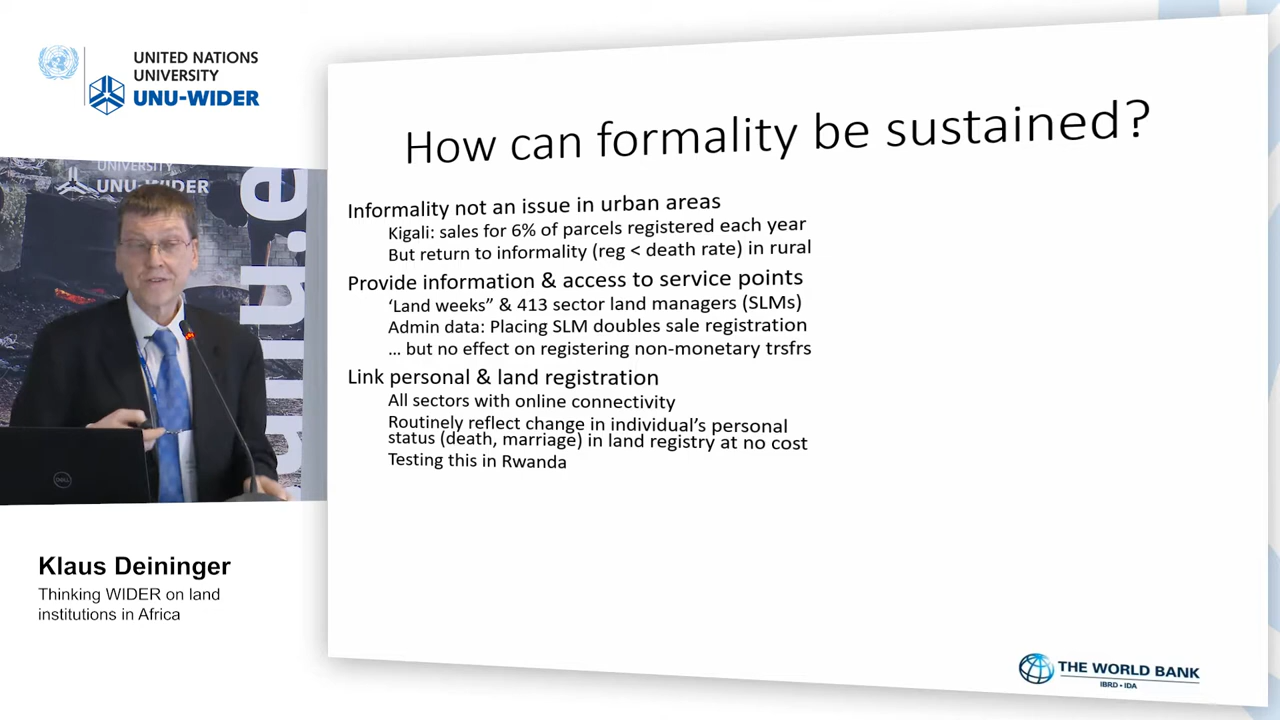 UNITED NATIONS
UNIVERSITY
UNU-WIDER
UNIVERSITY
UNU-WIDER
DELL
Klaus Deininger
Thinking WIDER on land
institutions in Africa
How can formality be sustained?
Informality not an issue in urban areas
Kigali: sales for 6% of parcels registered each year
But return to informality (reg < death rate) in rural
Provide information & access to service points
‘Land weeks” & 413 sector land managers (SLMs)
Admin data: Placing SLM doubles sale registration
… but no effect on registering non-monetary trsfrs
Link personal & land registration
All sectors with online connectivity
Routinely reflect change in individual’s personal
status (death, marriage) in land registry at no cost
Testing this in Rwanda
THE WORLD BANK
IBRD • IDA